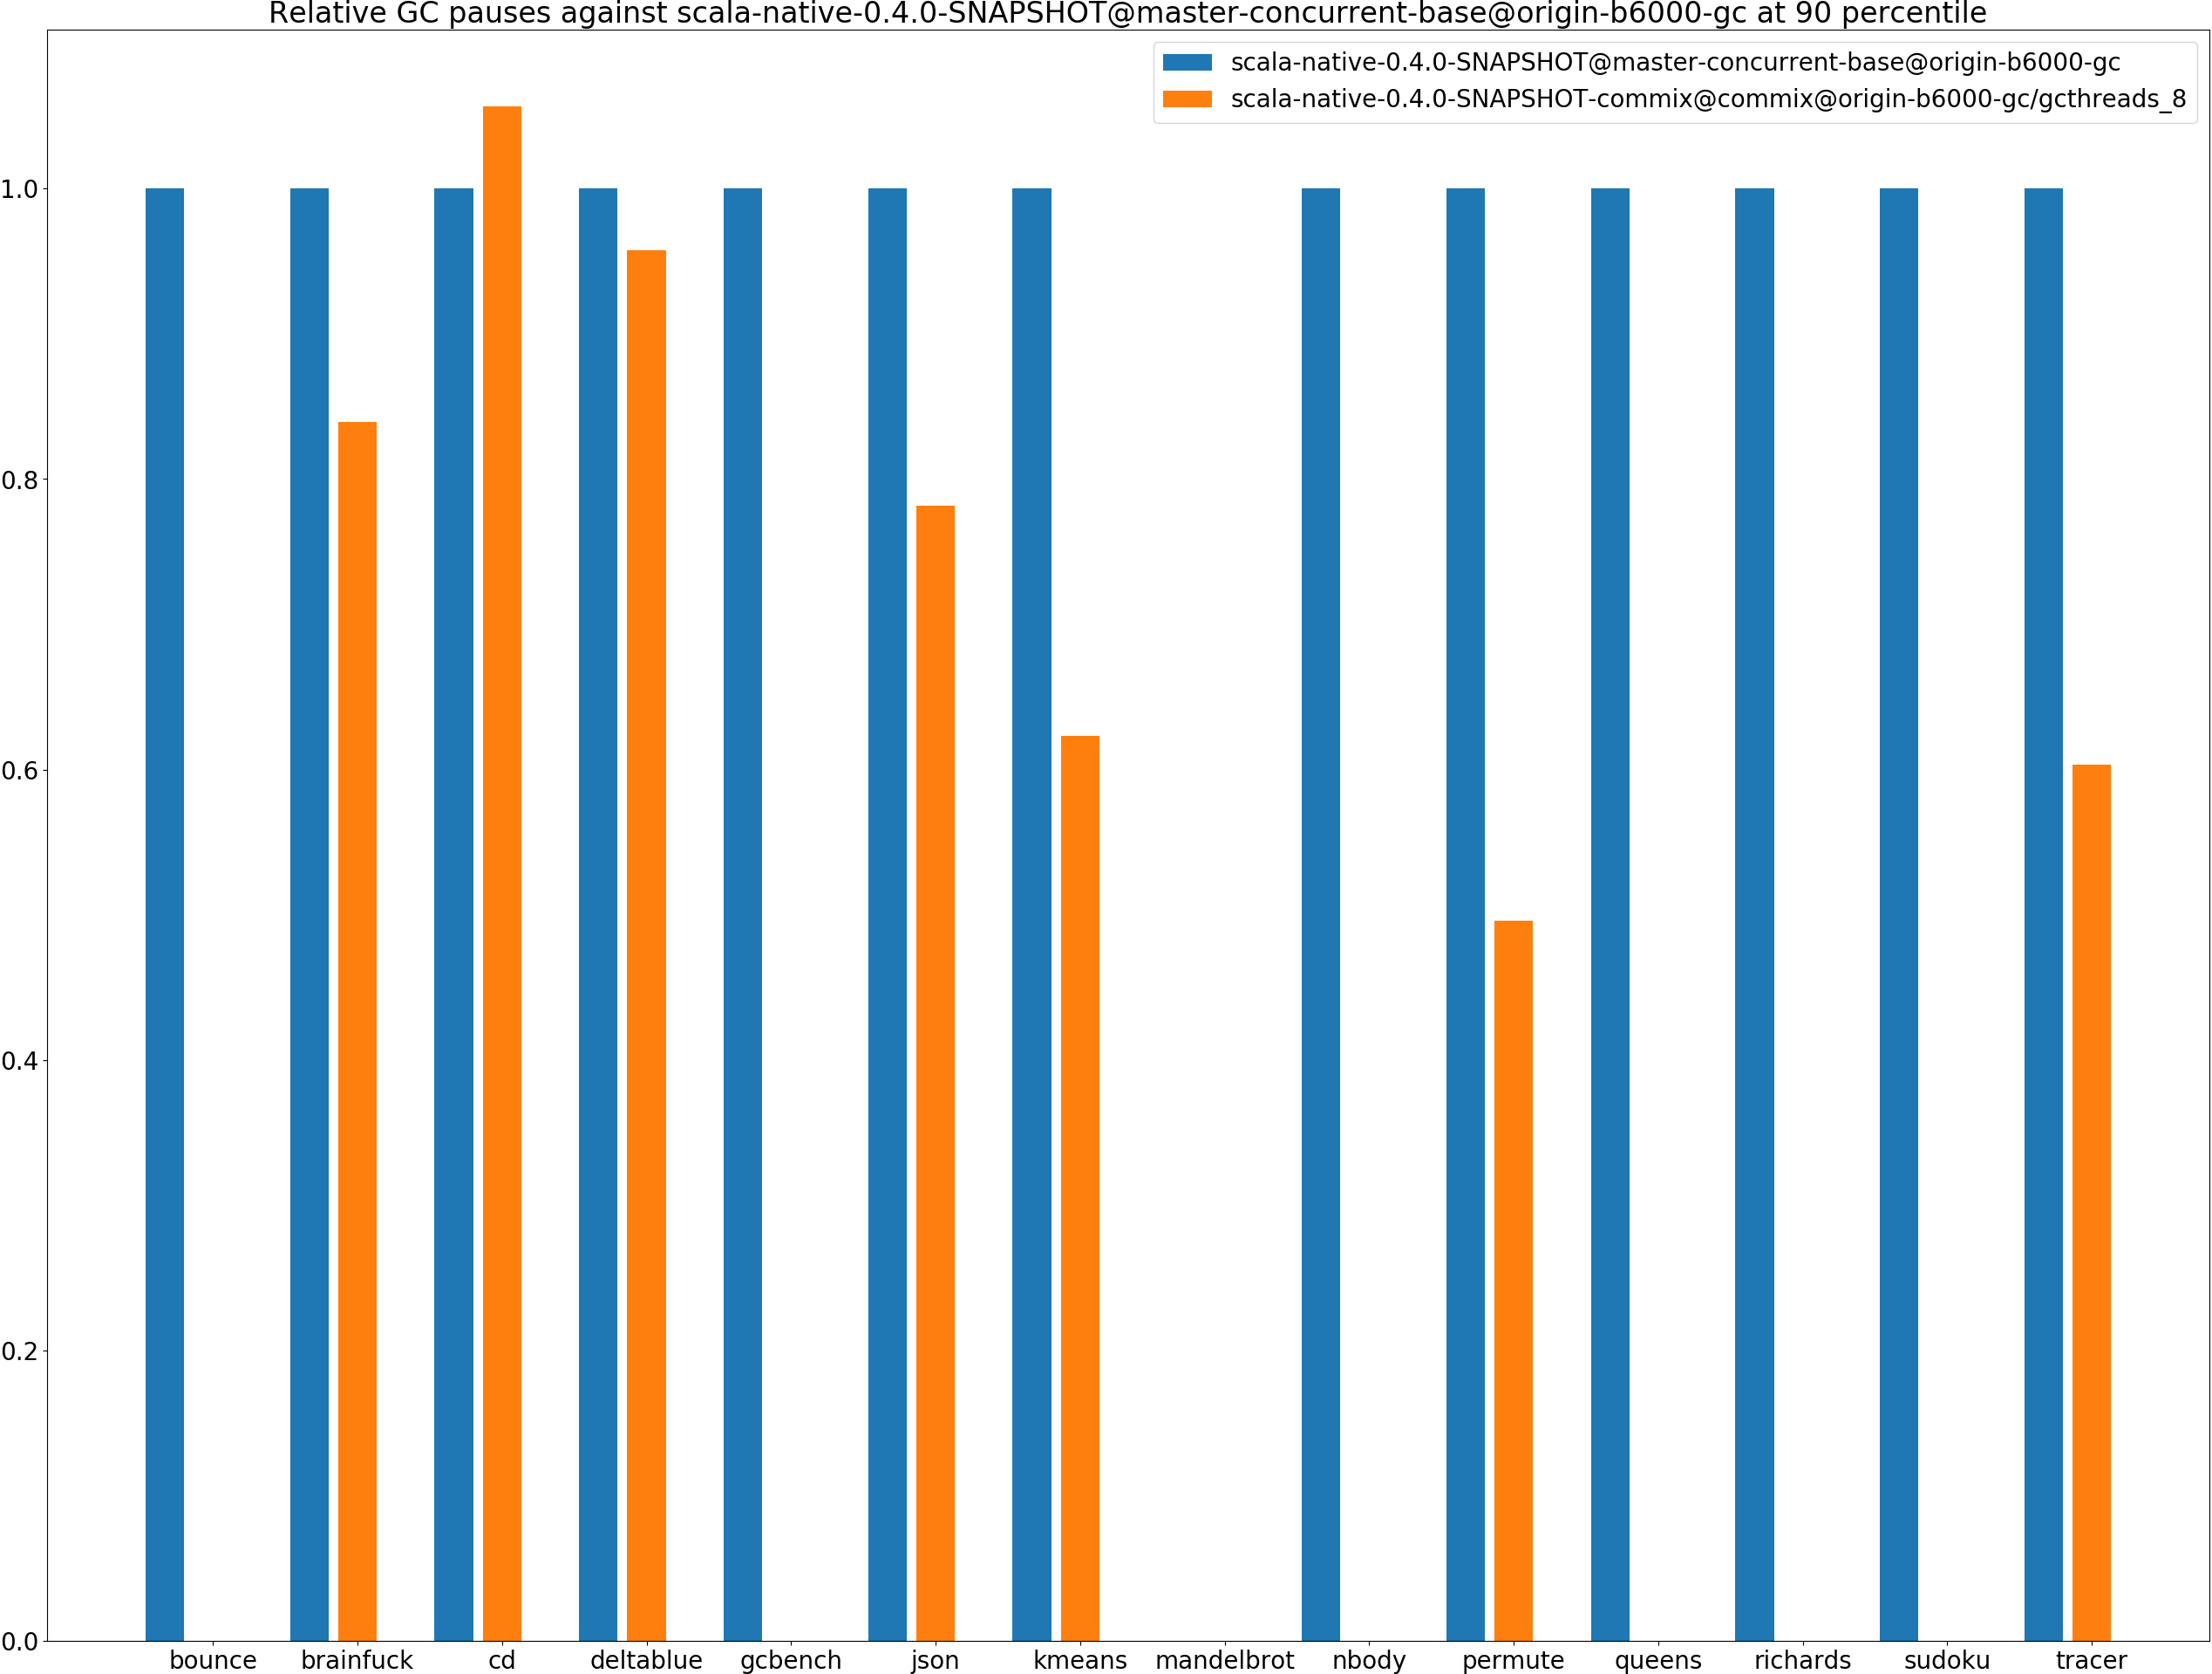 Relative GC pauses against scala-native-0.4.0-SNAPSHOT@master-concurrent-base@origin-b6000-gc at 90 percentile
scala-native-0.4.0-SNAPSHOT@master-concurrent-base@origin-b6000-gc
scala-native-0.4.0-SNAPSHOT-commix@commix@origin-b6000-gc/gcthreads_8
1.0
0.8
0.6
0.4
0.2
0.0
bounce brainfuck cd deltablue gcbench json kmeans mandelbrot nbody permute queens richards sudoku tracer